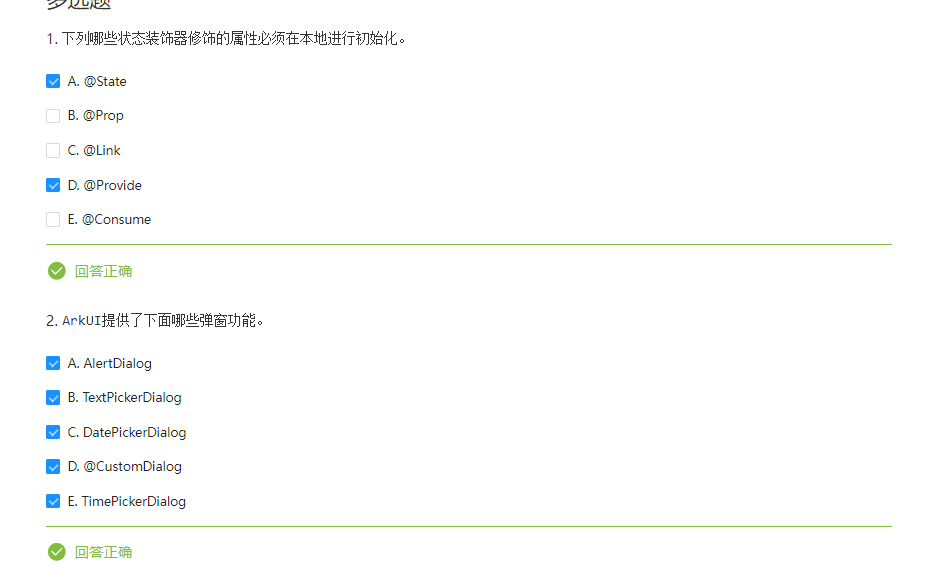 多选题
1. 下列哪些状态装饰器修饰的属性必须在本地进行初始化。
A. @State
B. @Prop
C. @Link
D. @Provide
E. @Consume
回答正确
2. ArkUI提供了下面哪些弹窗功能。
A. AlertDialog
B. TextPickerDialog
C. DatePickerDialog
D. @CustomDialog
E. TimePickerDialog
回答正确